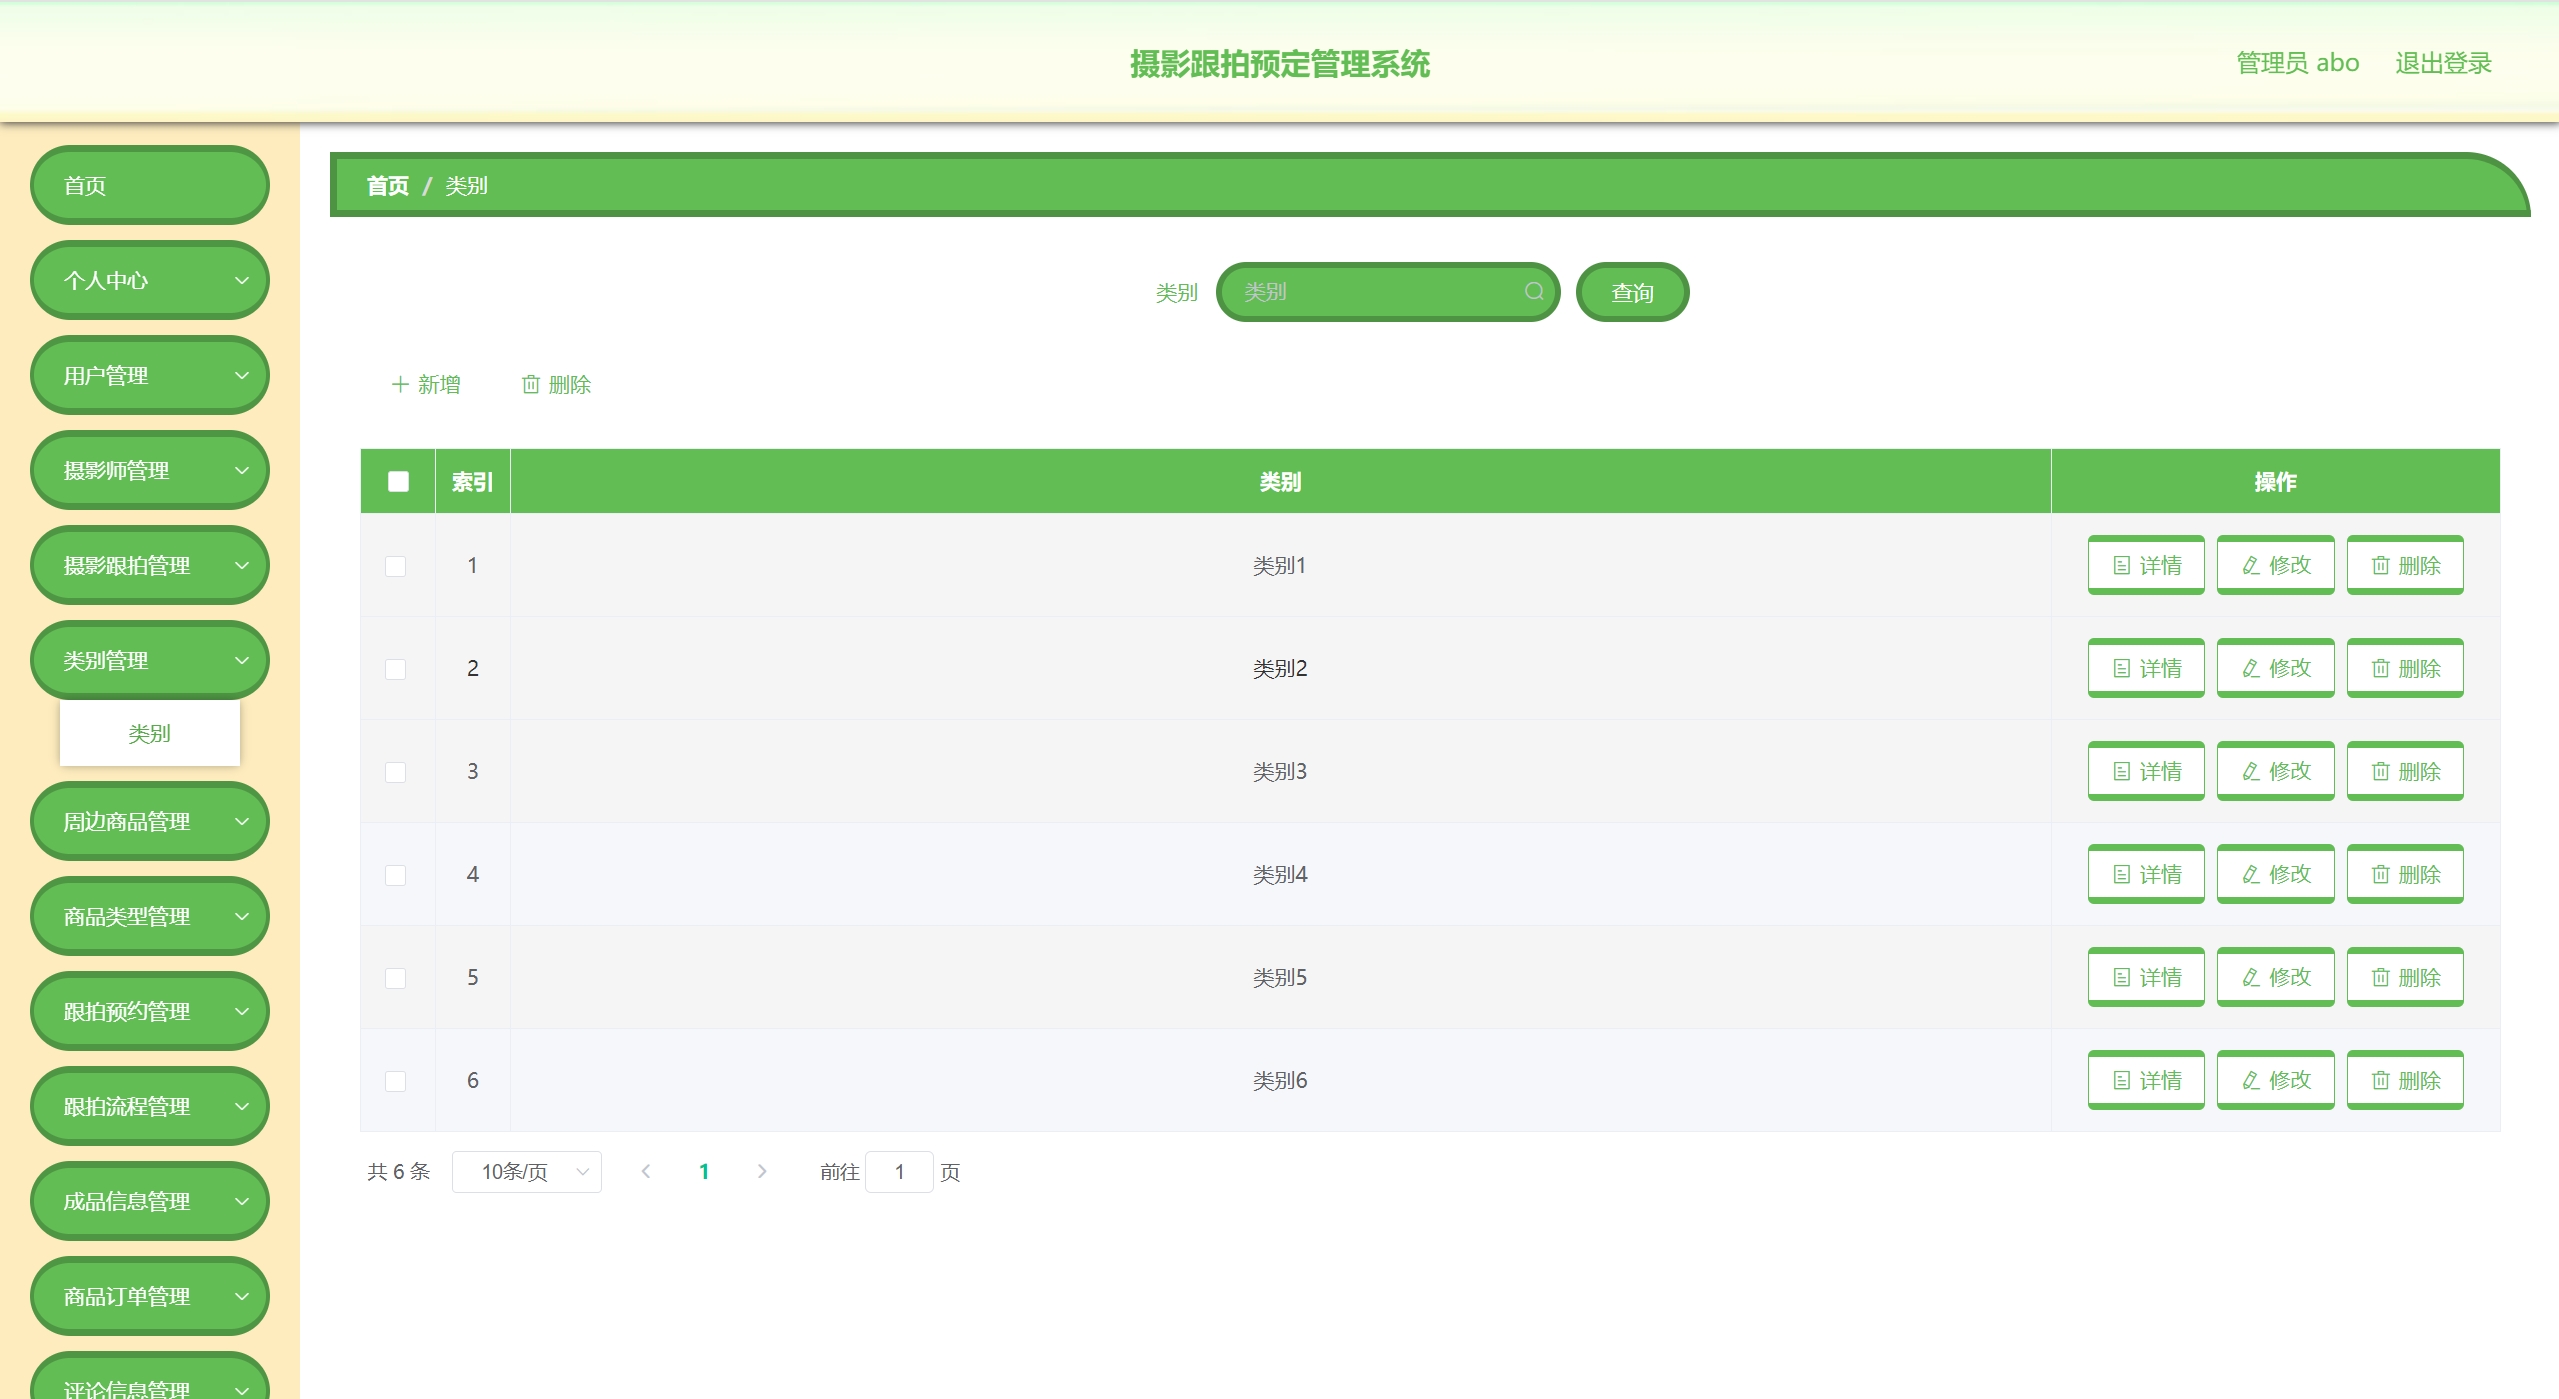 摄影跟拍预定管理系统
管理员 abo 退出登录
首页
个人中心
用户管理
摄影师管理
摄影跟拍管理
类别管理
类别
周边商品管理
商品类型管理
跟拍预约管理
跟拍流程管理
成品信息管理
商品订单管理
评论信息管理
首页 / 类别
类别 类别 查询
新增 删除
索引 类别 操作
1 类别1 详情 修改 删除
2 类别2 详情 修改 删除
3 类别3 详情 修改 删除
4 类别4 详情 修改 删除
5 类别5 详情 修改 删除
6 类别6 详情 修改 删除
共 6 条 10条/页 1 前往 1 页